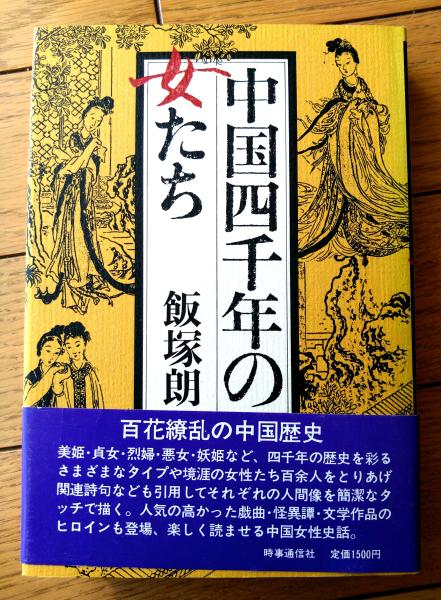 中国四千年の
女たち
飯塚朗
百花繚乱の中国歴史
美姫・貞女・烈婦・悪女・妖姫など、四千年の歴史を彩る
さまざまなタイプや境涯の女性たち百余人をとりあげ
関連詩句なども引用してそれぞれの人間像を簡潔なタ
ッチで描く。人気の高かった戯曲・怪異譚・文学作品の
ヒロインも登場、楽しく読ませる中国女性史話。
時事通信社 定価1500円